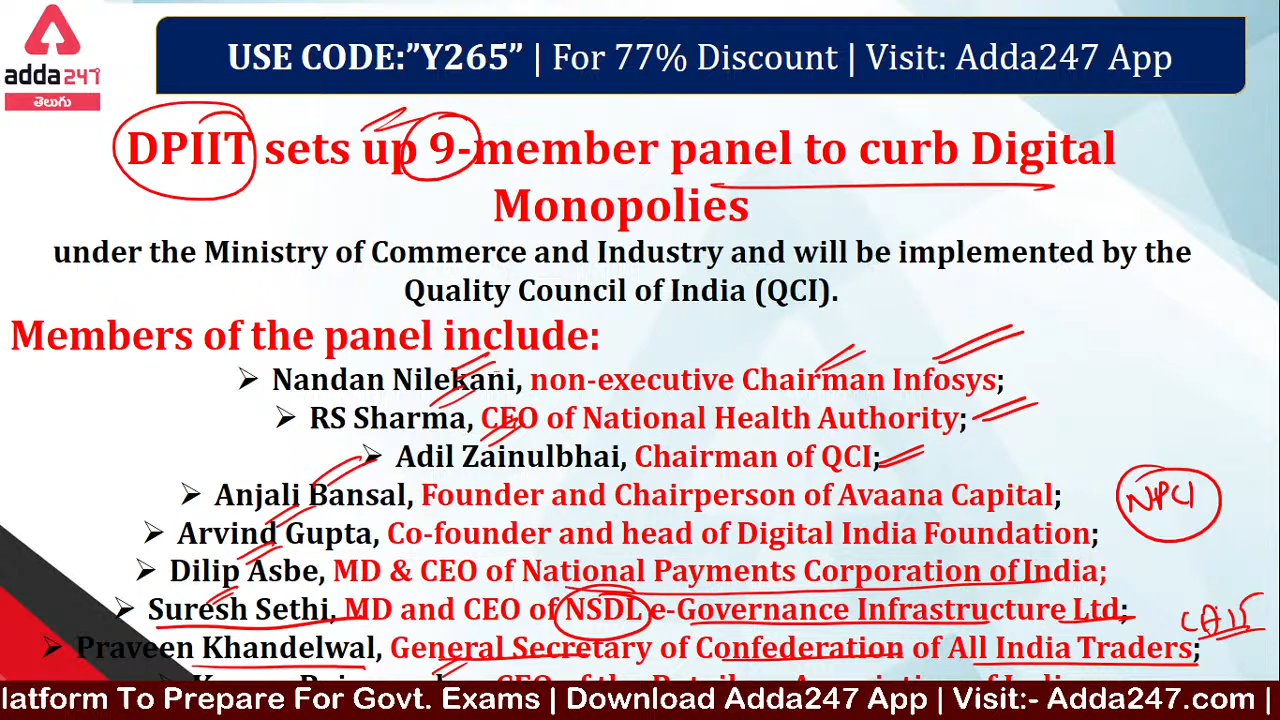 adda247
తెలుగు
USE CODE:”Y265” | For 77% Discount | Visit: Adda247 App
DPIIT sets up 9-member panel to curb Digital
Monopolies
under the Ministry of Commerce and Industry and will be implemented by the
Quality Council of India (QCI).
Members of the panel include:
➢ Nandan Nilekani, non-executive Chairman Infosys;
➢ RS Sharma, CEO of National Health Authority;
➢ Adil Zainulbhai, Chairman of QCI;
➢ Anjali Bansal, Founder and Chairperson of Avaana Capital;
NPCI
➢ Arvind Gupta, Co-founder and head of Digital India Foundation;
➢ Dilip Asbe, MD & CEO of National Payments Corporation of India;
➢ Suresh Sethi, MD and CEO of NSDL e-Governance Infrastructure Ltd;
➢ Praveen Khandelwal, General Secretary of Confederation of All India Traders;
latform To Prepare For Govt. Exams | Download Adda247 App | Visit:- Adda247.com |